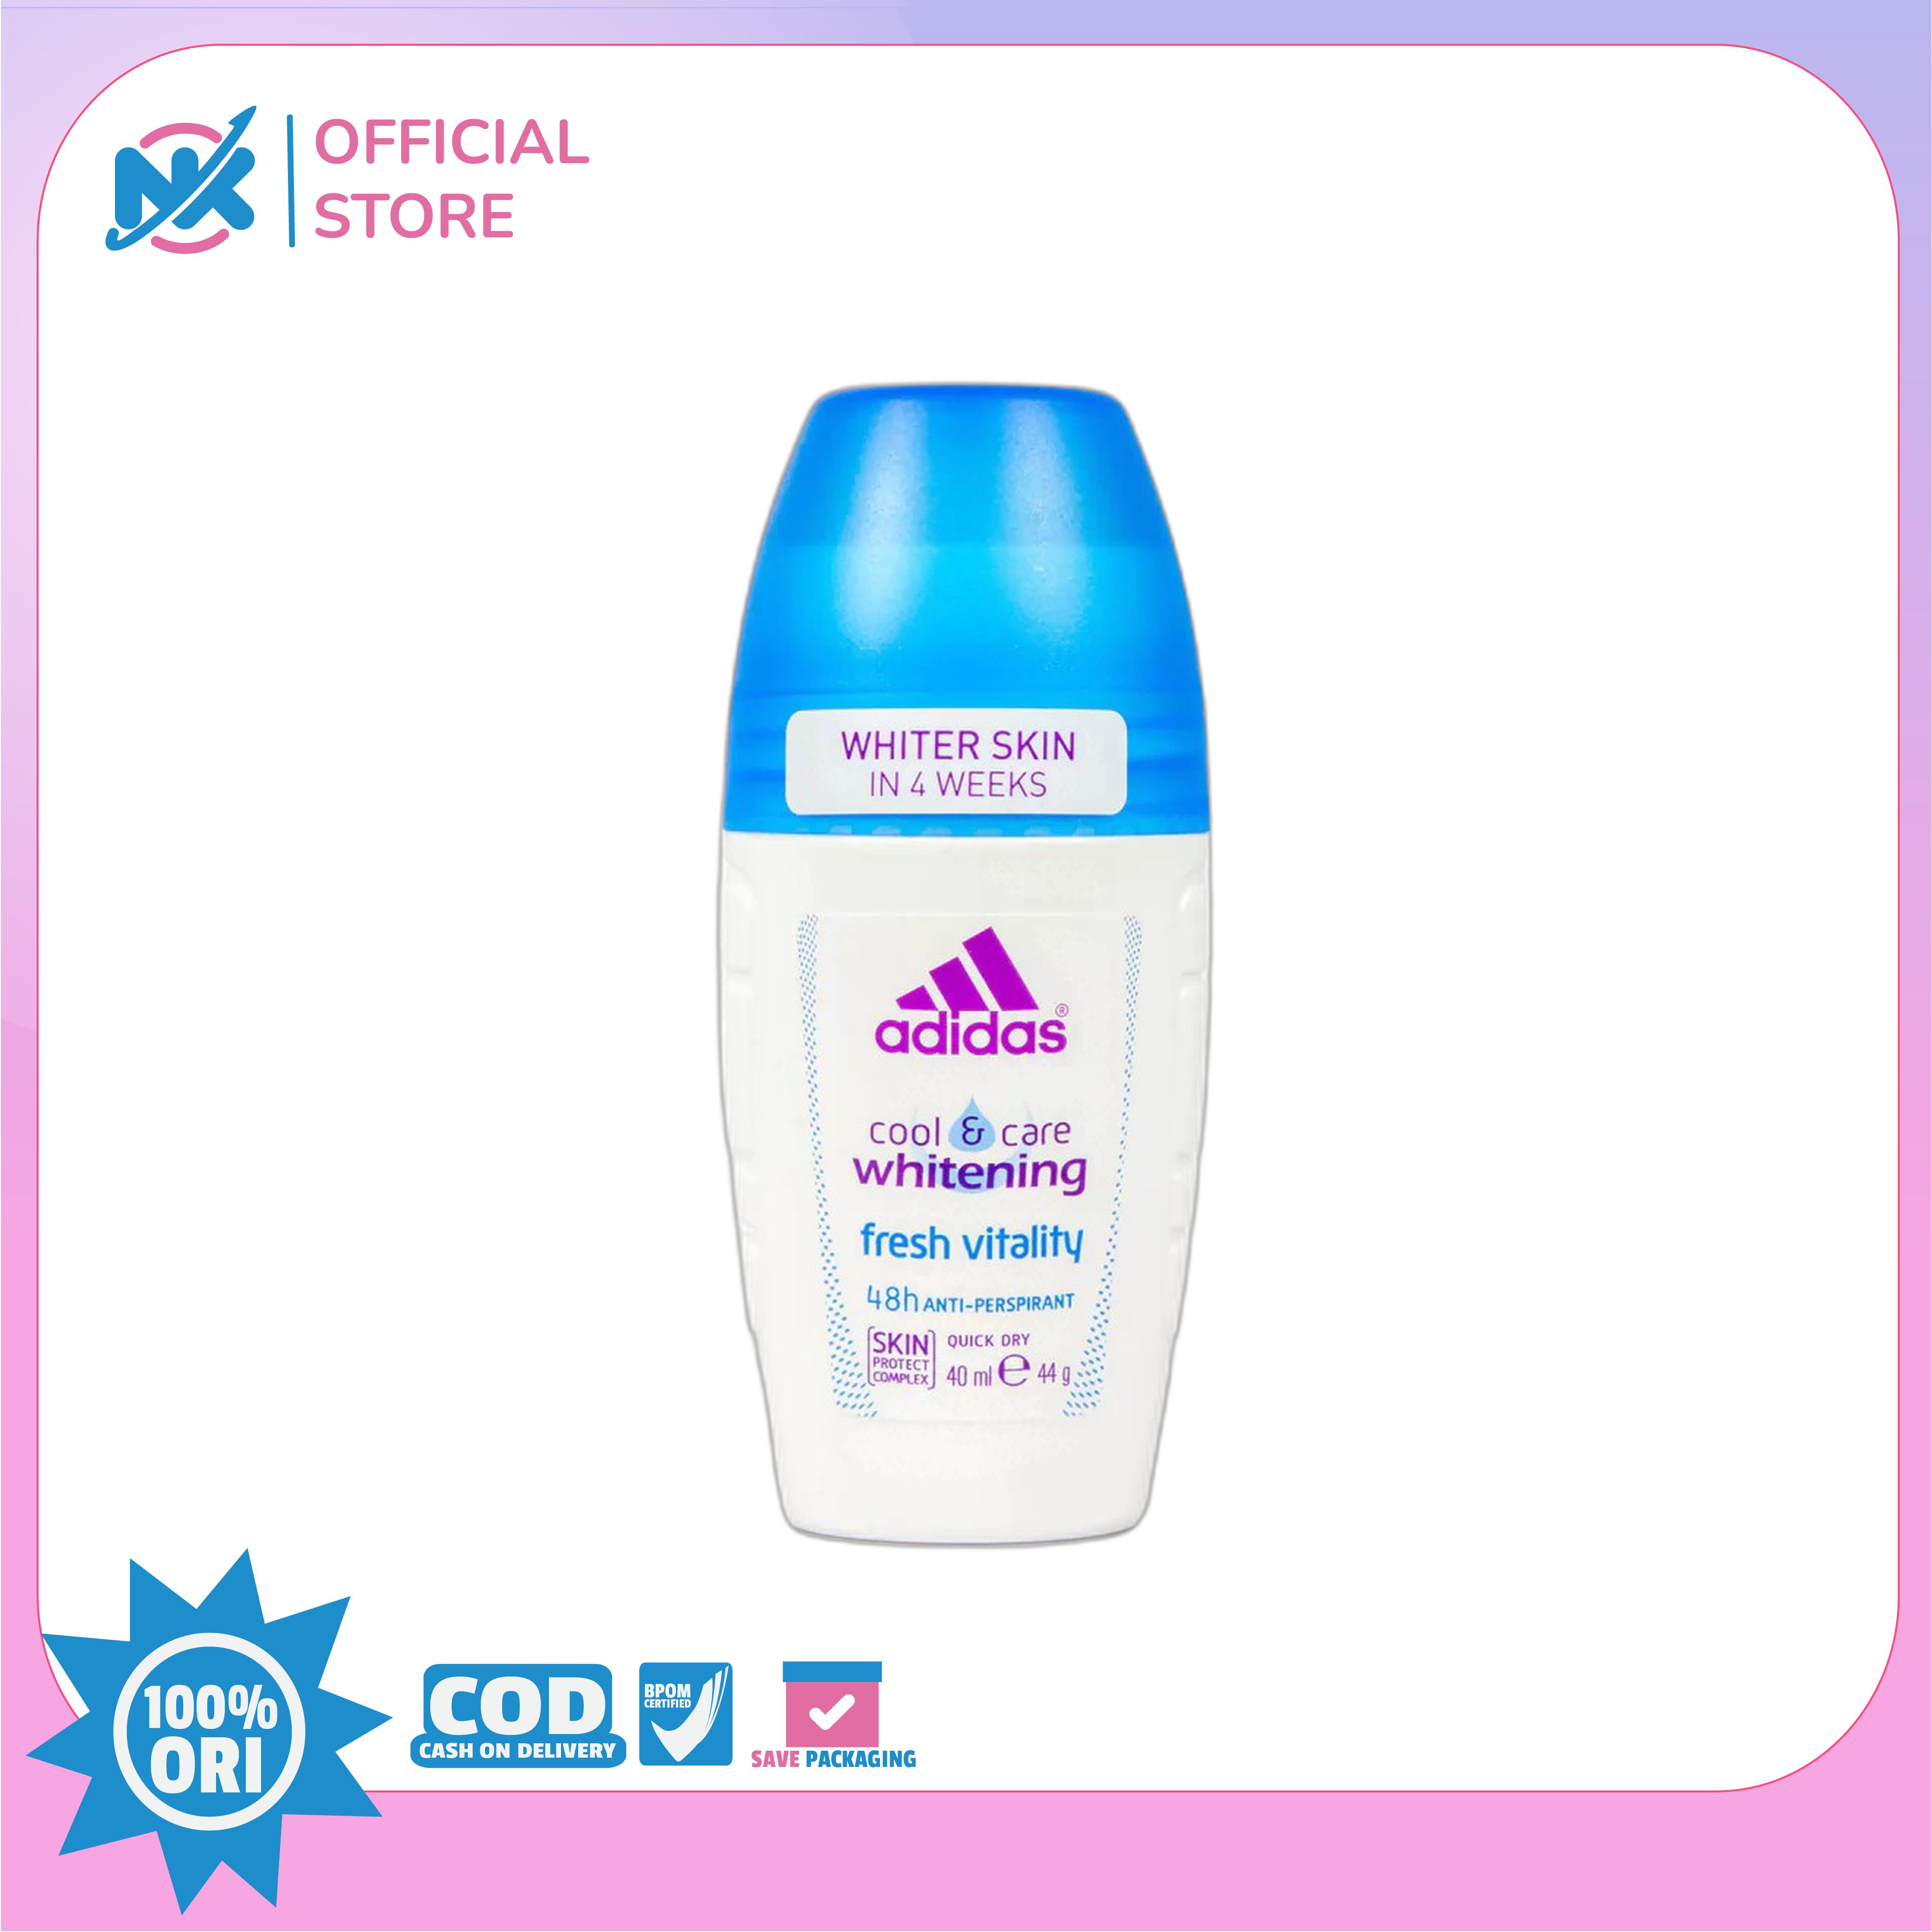 NK
OFFICIAL
STORE
WHITER SKIN
IN 4 WEEKS
adidas®
cool & care
whitening
fresh vitality
48h ANTI-PERSPIRANT
SKIN
PROTECT
COMPLEX
QUICK DRY
40 ml e 44 g
100%
ORI
COD
CASH ON DELIVERY
BPOM
CERTIFIED
SAVE PACKAGING